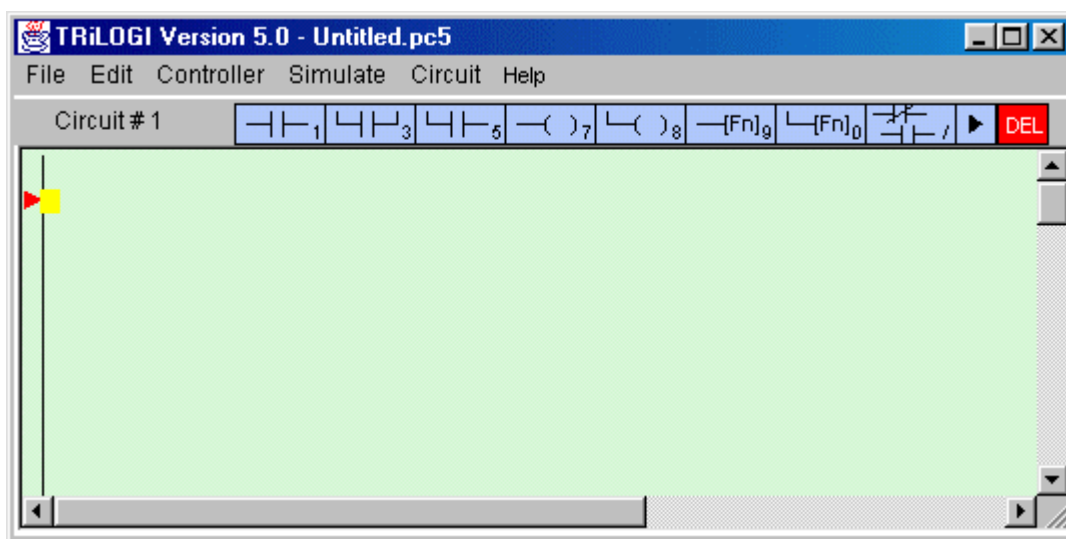 TRiLOGI Version 5.0 - Untitled.pc5
File Edit Controller Simulate Circuit Help
Circuit # 1 1 3 5 ( )7 ( )8 [Fn]9 [Fn]0 / DEL